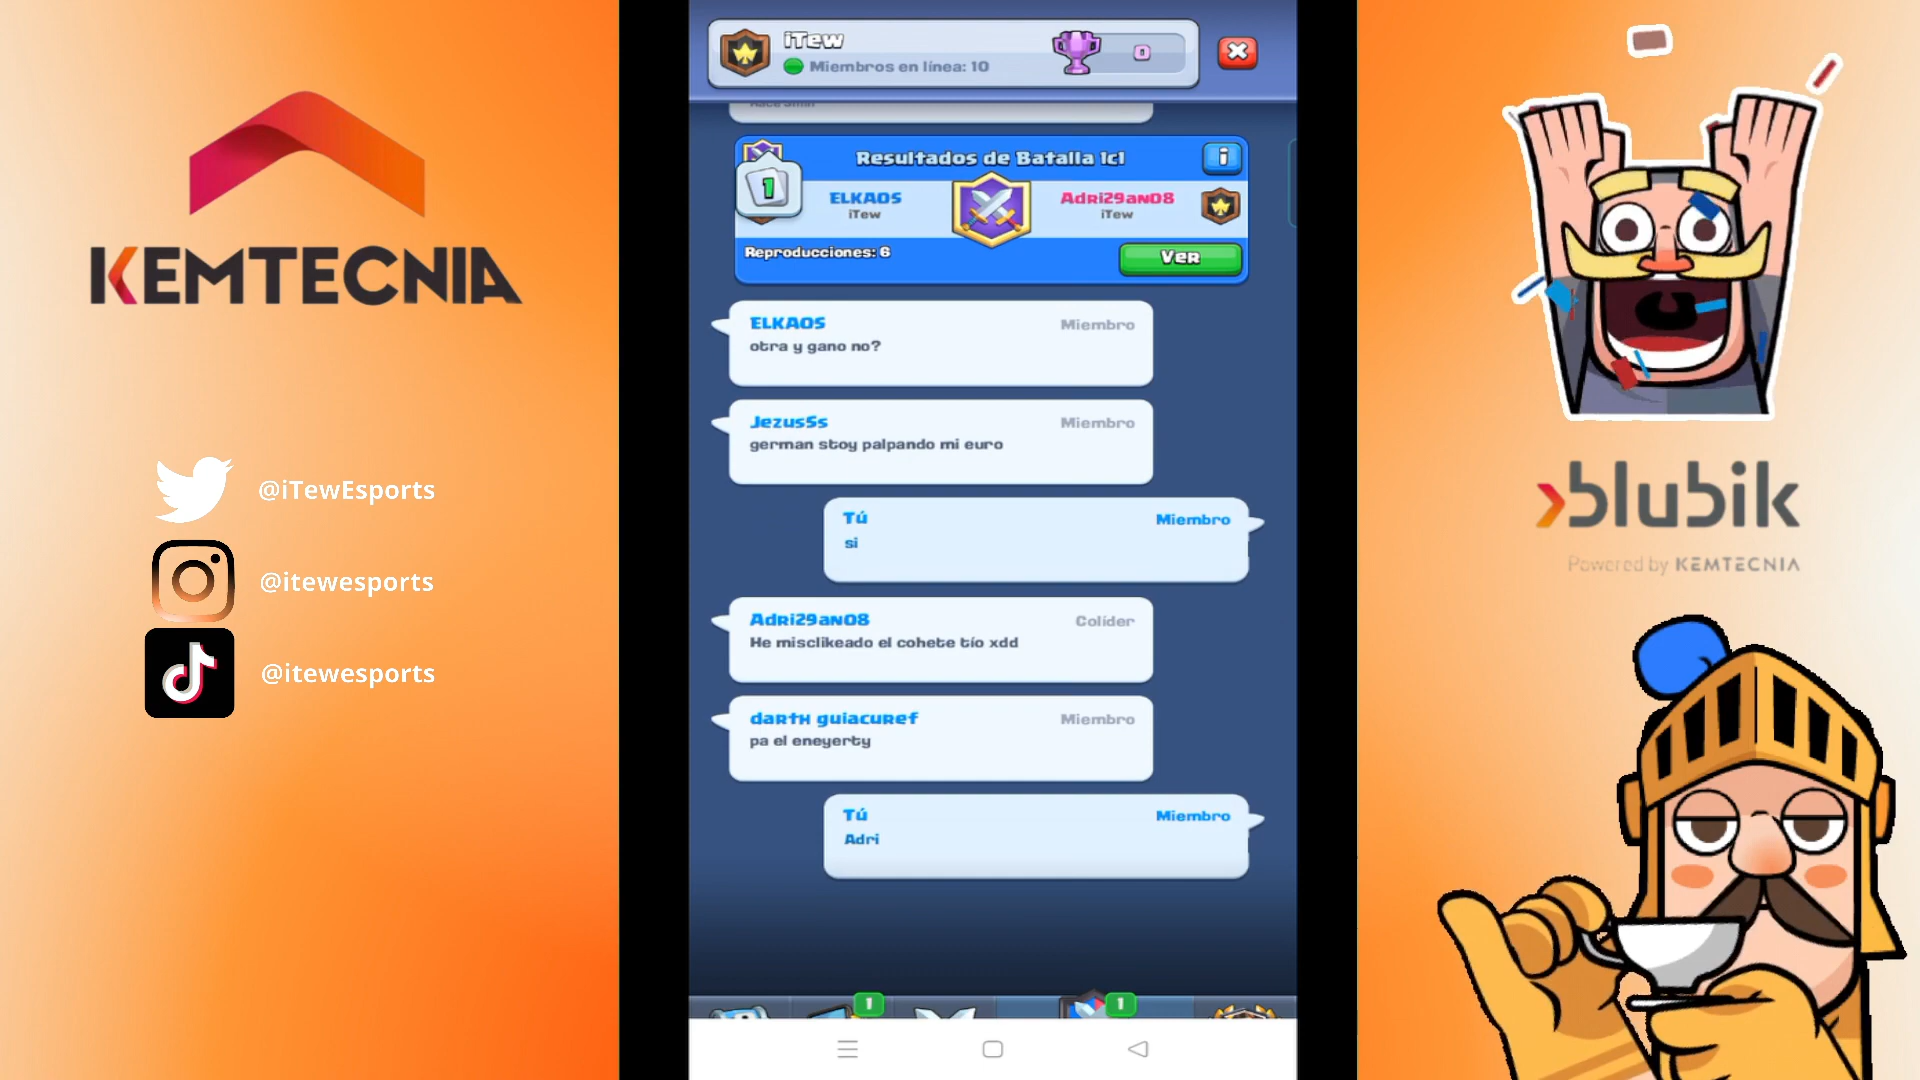 KEMTECNIA
@iTewEsports
@itewesports
@itewesports
iTew
Miembros en línea: 10
0
Resultados de Batalla 1c1
1
ELKAOS
iTew
Adri29an08
iTew
Reproducciones: 6
Ver
ELKAOS
Miembro
otra y gano no?
JezusSs
Miembro
german stoy palpando mi euro
Tú
Miembro
si
Adri29an08
Colíder
He misclikeado el cohete tío xdd
darth guiacuref
Miembro
pa el eneyerty
Tú
Miembro
Adri
1
1
blubik
Powered by KEMTECNIA